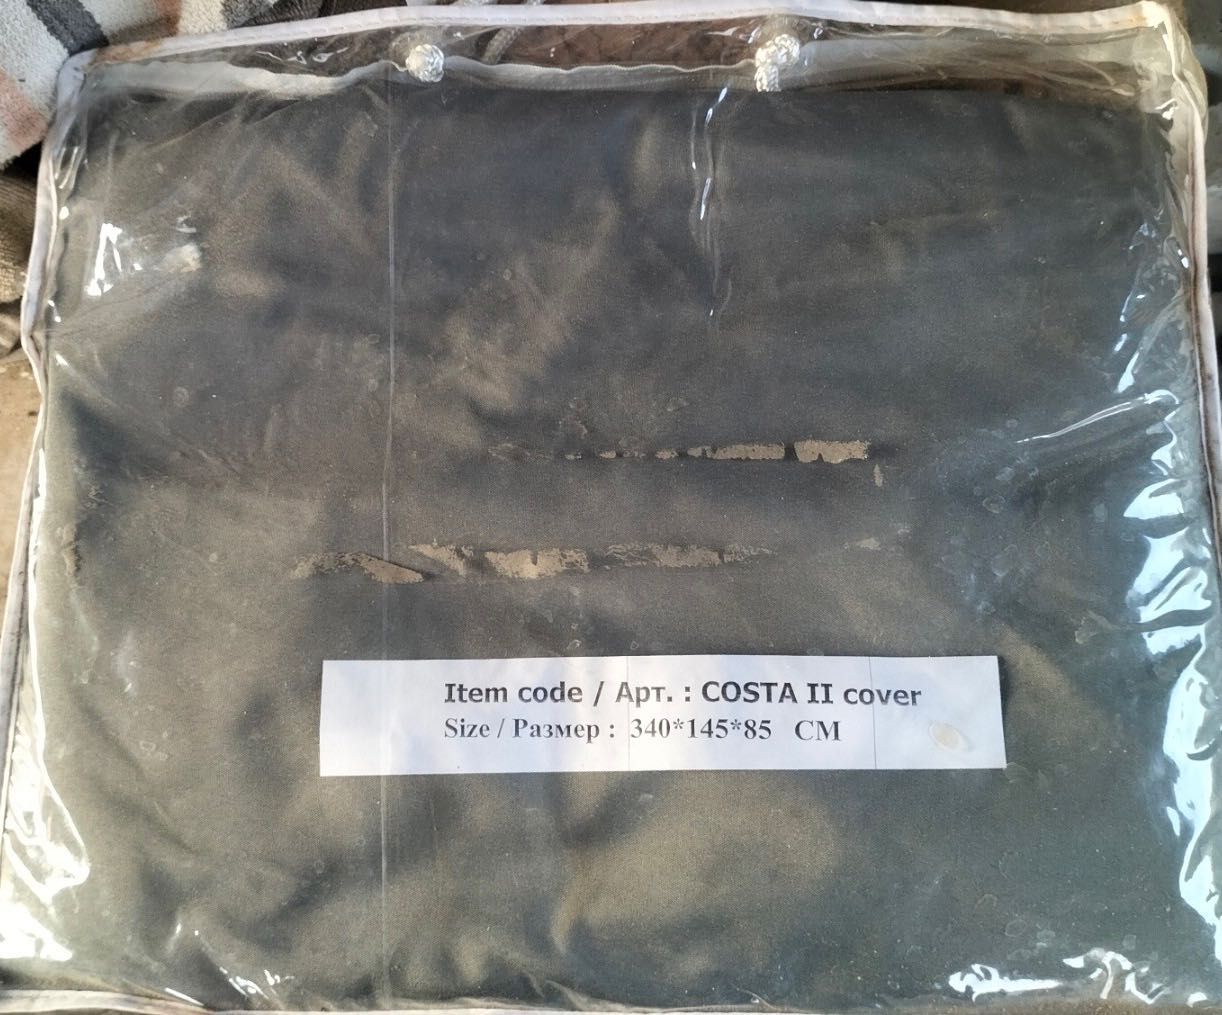 Item code / Арт. : COSTA II cover
Size / Размер : 340*145*85 CM